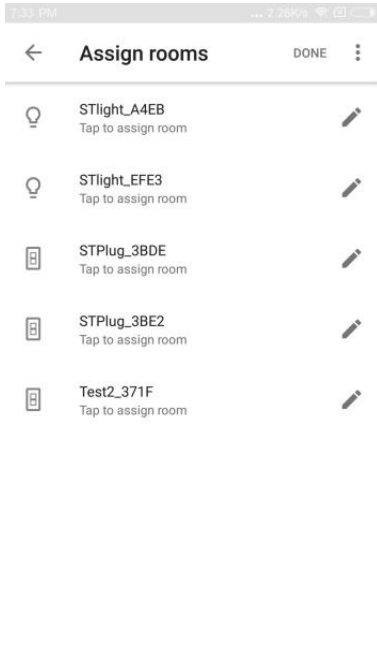 7:33 PM ... 2.26K/s
Assign rooms DONE
STlight_A4EB
Tap to assign room
STlight_EFE3
Tap to assign room
STPlug_3BDE
Tap to assign room
STPlug_3BE2
Tap to assign room
Test2_371F
Tap to assign room